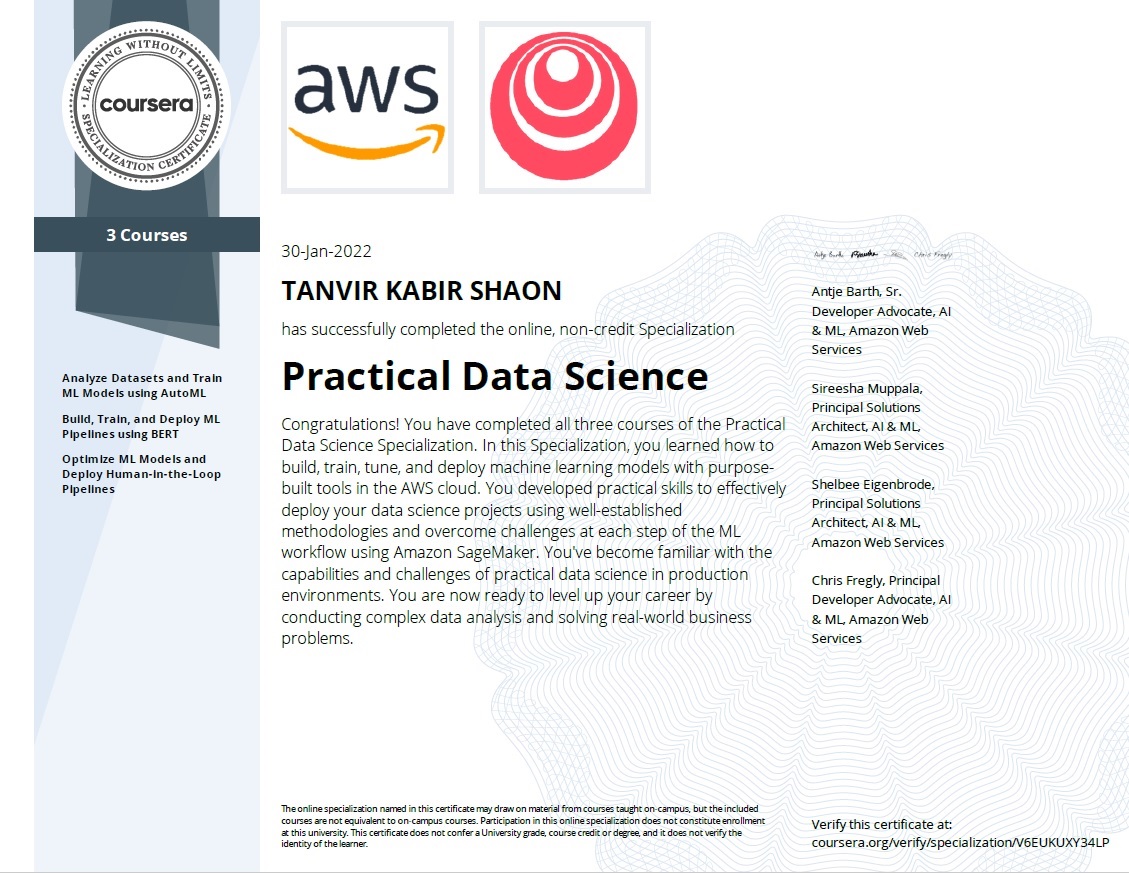 LEARNING WITHOUT LIMITS
coursera
SPECIALIZATION CERTIFICATE
aws
3 Courses
Analyze Datasets and Train
ML Models using AutoML
Build, Train, and Deploy ML
Pipelines using BERT
Optimize ML Models and
Deploy Human-in-the-Loop
Pipelines
30-Jan-2022
TANVIR KABIR SHAON
has successfully completed the online, non-credit Specialization
Practical Data Science
Congratulations! You have completed all three courses of the Practical
Data Science Specialization. In this Specialization, you learned how to
build, train, tune, and deploy machine learning models with purpose-
built tools in the AWS cloud. You developed practical skills to effectively
deploy your data science projects using well-established
methodologies and overcome challenges at each step of the ML
workflow using Amazon SageMaker. You've become familiar with the
capabilities and challenges of practical data science in production
environments. You are now ready to level up your career by
conducting complex data analysis and solving real-world business
problems.
Antje Barth Chris Fregly
Antje Barth, Sr.
Developer Advocate, AI
& ML, Amazon Web
Services
Sireesha Muppala,
Principal Solutions
Architect, AI & ML,
Amazon Web Services
Shelbee Eigenbrode,
Principal Solutions
Architect, AI & ML,
Amazon Web Services
Chris Fregly, Principal
Developer Advocate, AI
& ML, Amazon Web
Services
The online specialization named in this certificate may draw on material from courses taught on-campus, but the included
courses are not equivalent to on-campus courses. Participation in this online specialization does not constitute enrollment
at this university. This certificate does not confer a University grade, course credit or degree, and it does not verify the
identity of the learner.
Verify this certificate at:
coursera.org/verify/specialization/V6EUKUXY34LP